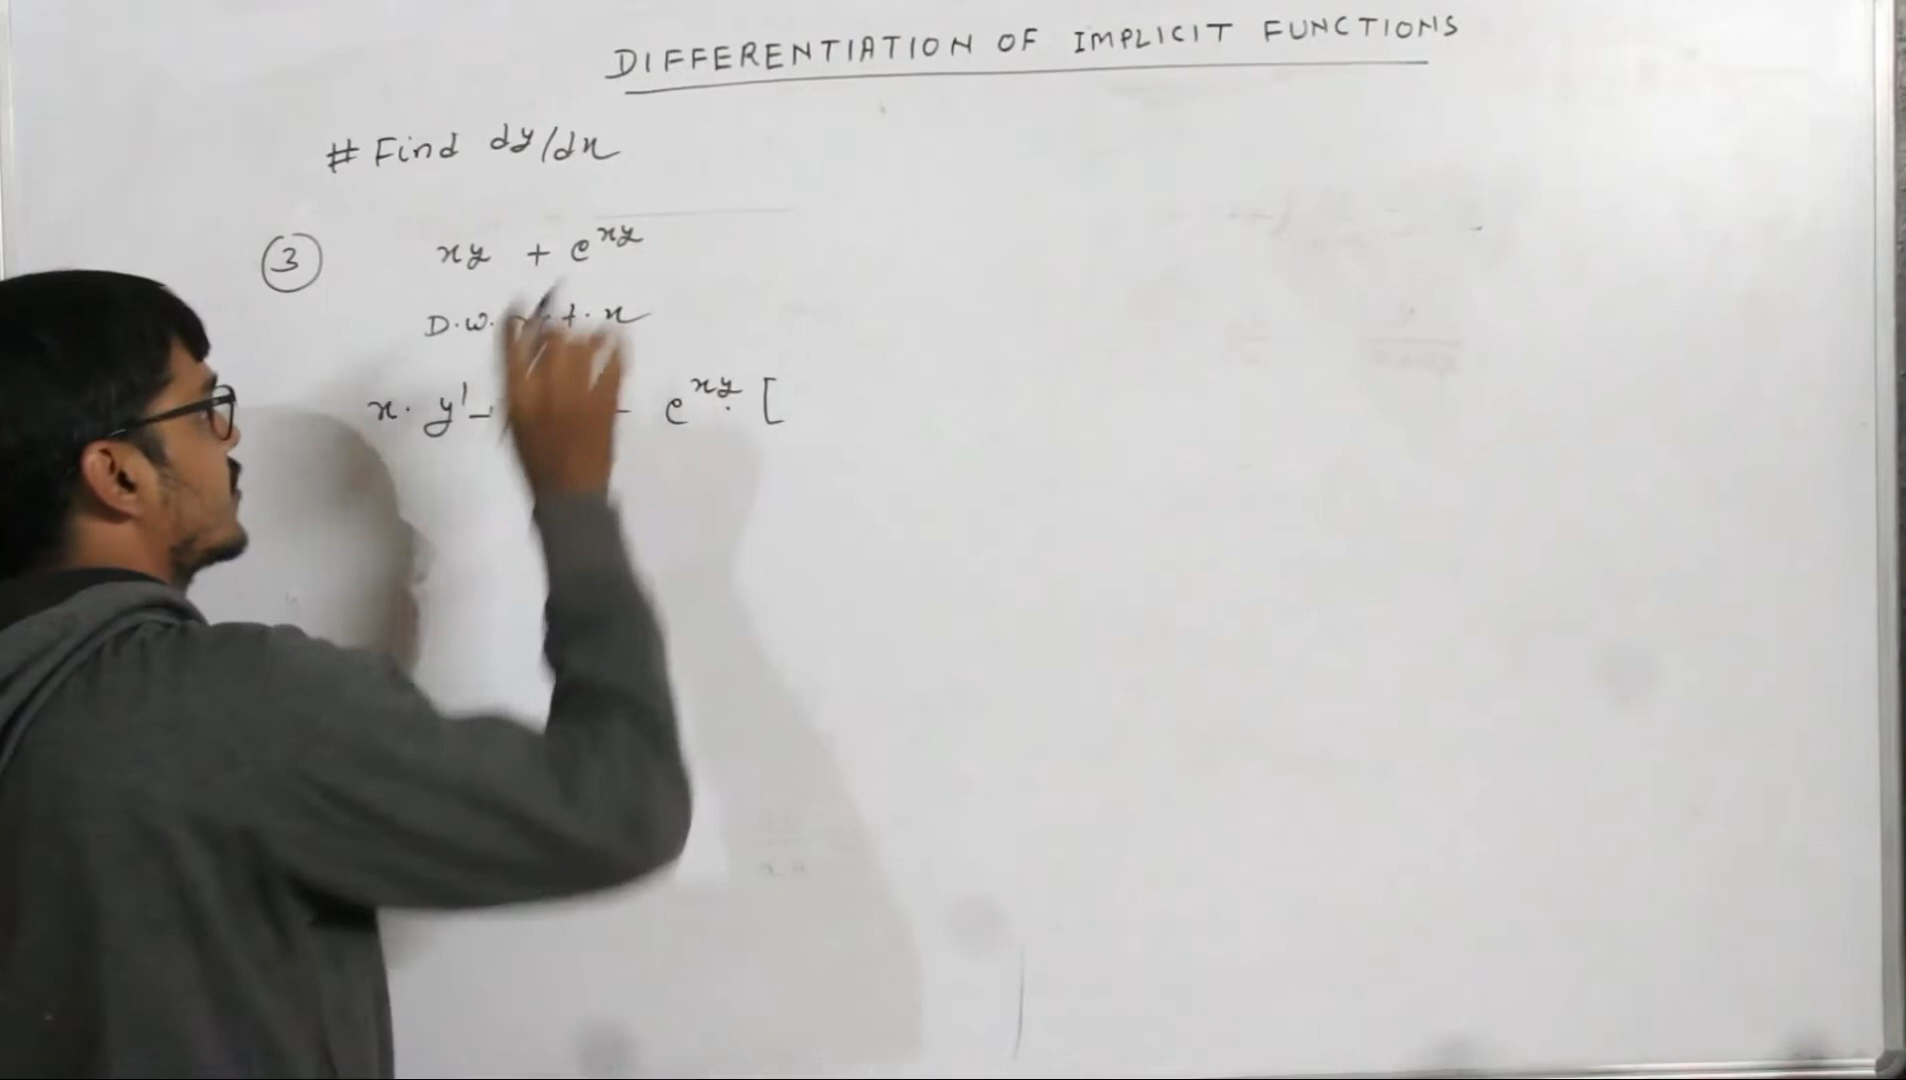 DIFFERENTIATION OF IMPLICIT FUNCTIONS
# Find dy/dx
3 xy + e^xy
D.w.r.t. x
x. y' e^xy. [